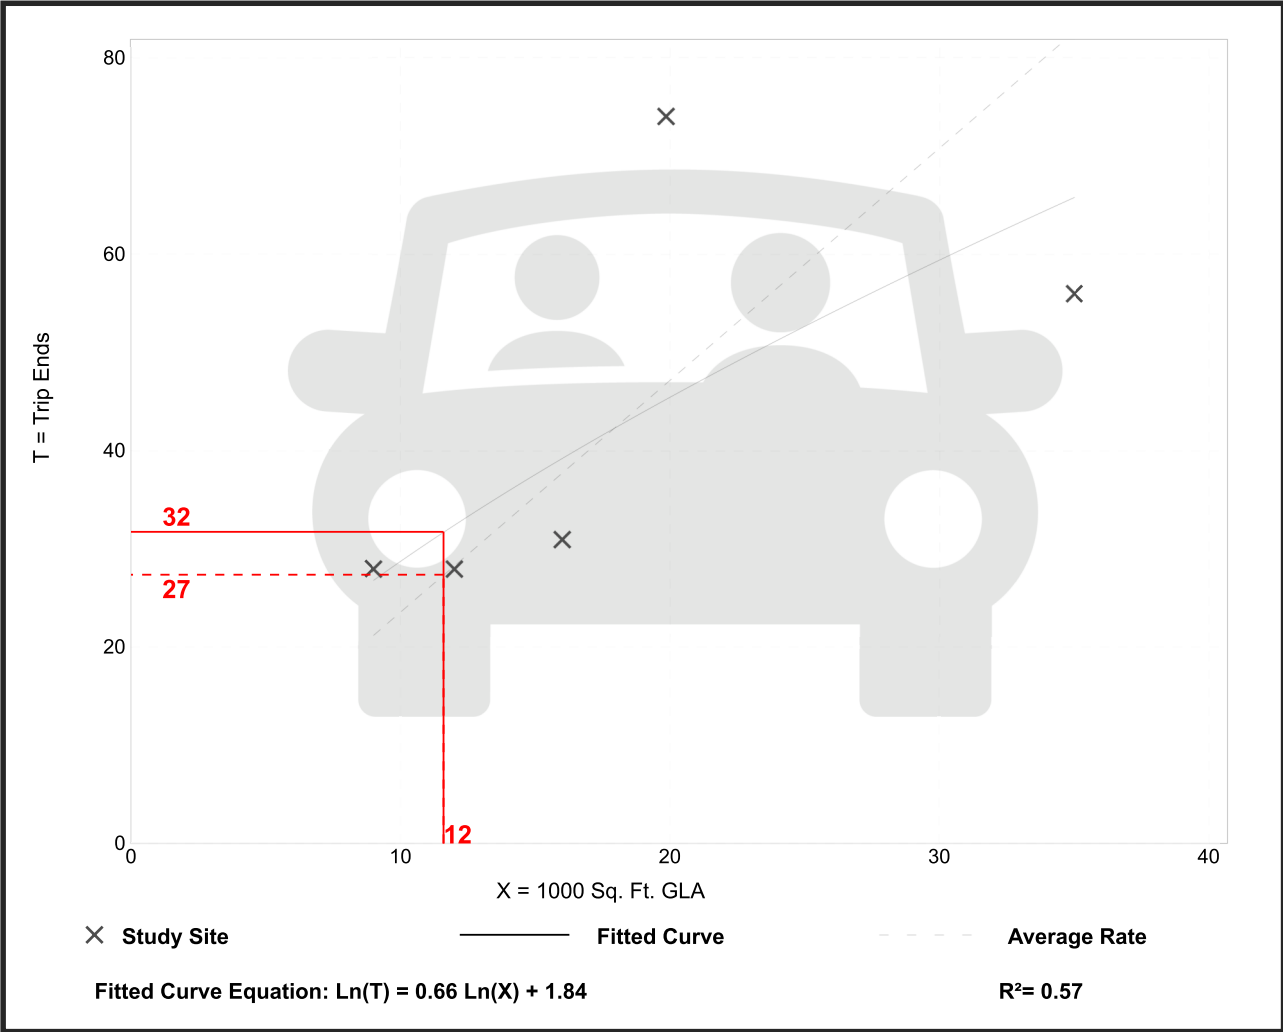 80
60
40
20
0
T = Trip Ends
32
27
12
0 10 20 30 40
X = 1000 Sq. Ft. GLA
Study Site Fitted Curve Average Rate
Fitted Curve Equation: Ln(T) = 0.66 Ln(X) + 1.84 R²= 0.57